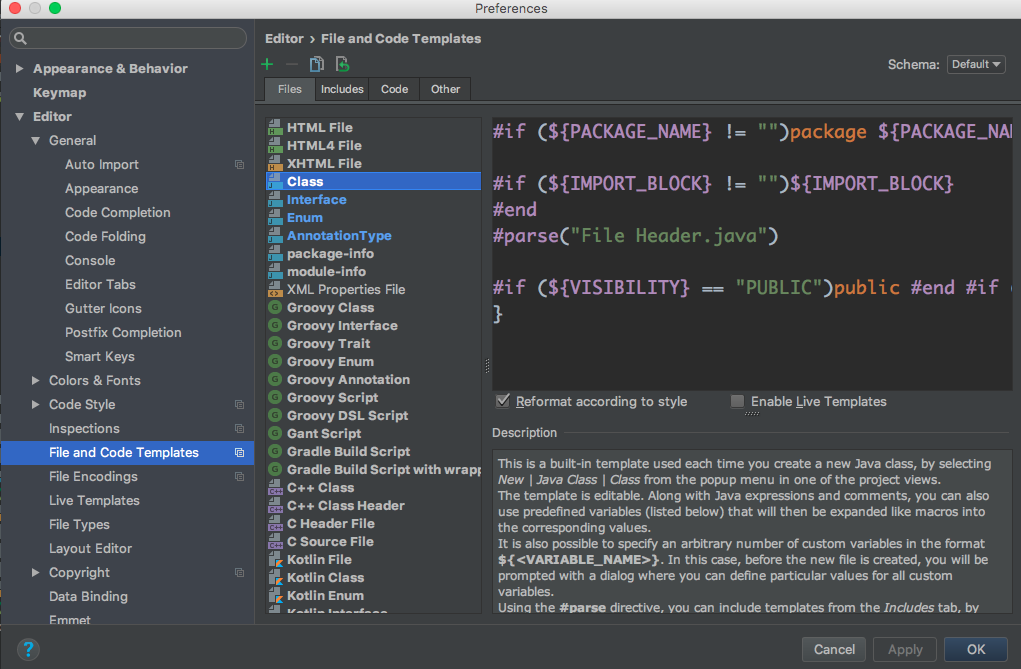 Preferences
Editor › File and Code Templates
Schema: Default
Files Includes Code Other
Appearance & Behavior
Keymap
Editor
General
Auto Import
Appearance
Code Completion
Code Folding
Console
Editor Tabs
Gutter Icons
Postfix Completion
Smart Keys
Colors & Fonts
Code Style
Inspections
File and Code Templates
File Encodings
Live Templates
File Types
Layout Editor
Copyright
Data Binding
Emmet
HTML File
HTML4 File
XHTML File
Class
Interface
Enum
AnnotationType
package-info
module-info
XML Properties File
Groovy Class
Groovy Interface
Groovy Trait
Groovy Enum
Groovy Annotation
Groovy Script
Groovy DSL Script
Gant Script
Gradle Build Script
Gradle Build Script with wrapp
C++ Class
C++ Class Header
C Header File
C Source File
Kotlin File
Kotlin Class
Kotlin Enum
Kotlin Interface
#if (${PACKAGE_NAME} != "")package ${PACKAGE_NAM
#if (${IMPORT_BLOCK} != "")${IMPORT_BLOCK}
#end
#parse("File Header.java")
#if (${VISIBILITY} == "PUBLIC")public #end #if
}
Reformat according to style
Enable Live Templates
Description
This is a built-in template used each time you create a new Java class, by selecting
New | Java Class | Class from the popup menu in one of the project views.
The template is editable. Along with Java expressions and comments, you can also
use predefined variables (listed below) that will then be expanded like macros into
the corresponding values.
It is also possible to specify an arbitrary number of custom variables in the format
${<VARIABLE_NAME>}. In this case, before the new file is created, you will be
prompted with a dialog where you can define particular values for all custom
variables.
Using the #parse directive, you can include templates from the Includes tab, by
?
Cancel
Apply
OK